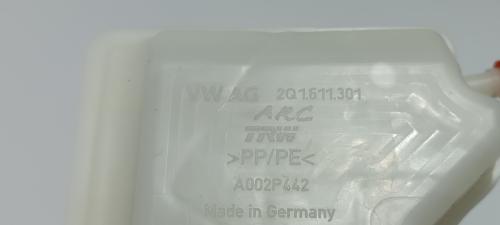 VW AG 2Q1.611.301
ARC
TRW
>PP/PE<
A002P442
Made in Germany